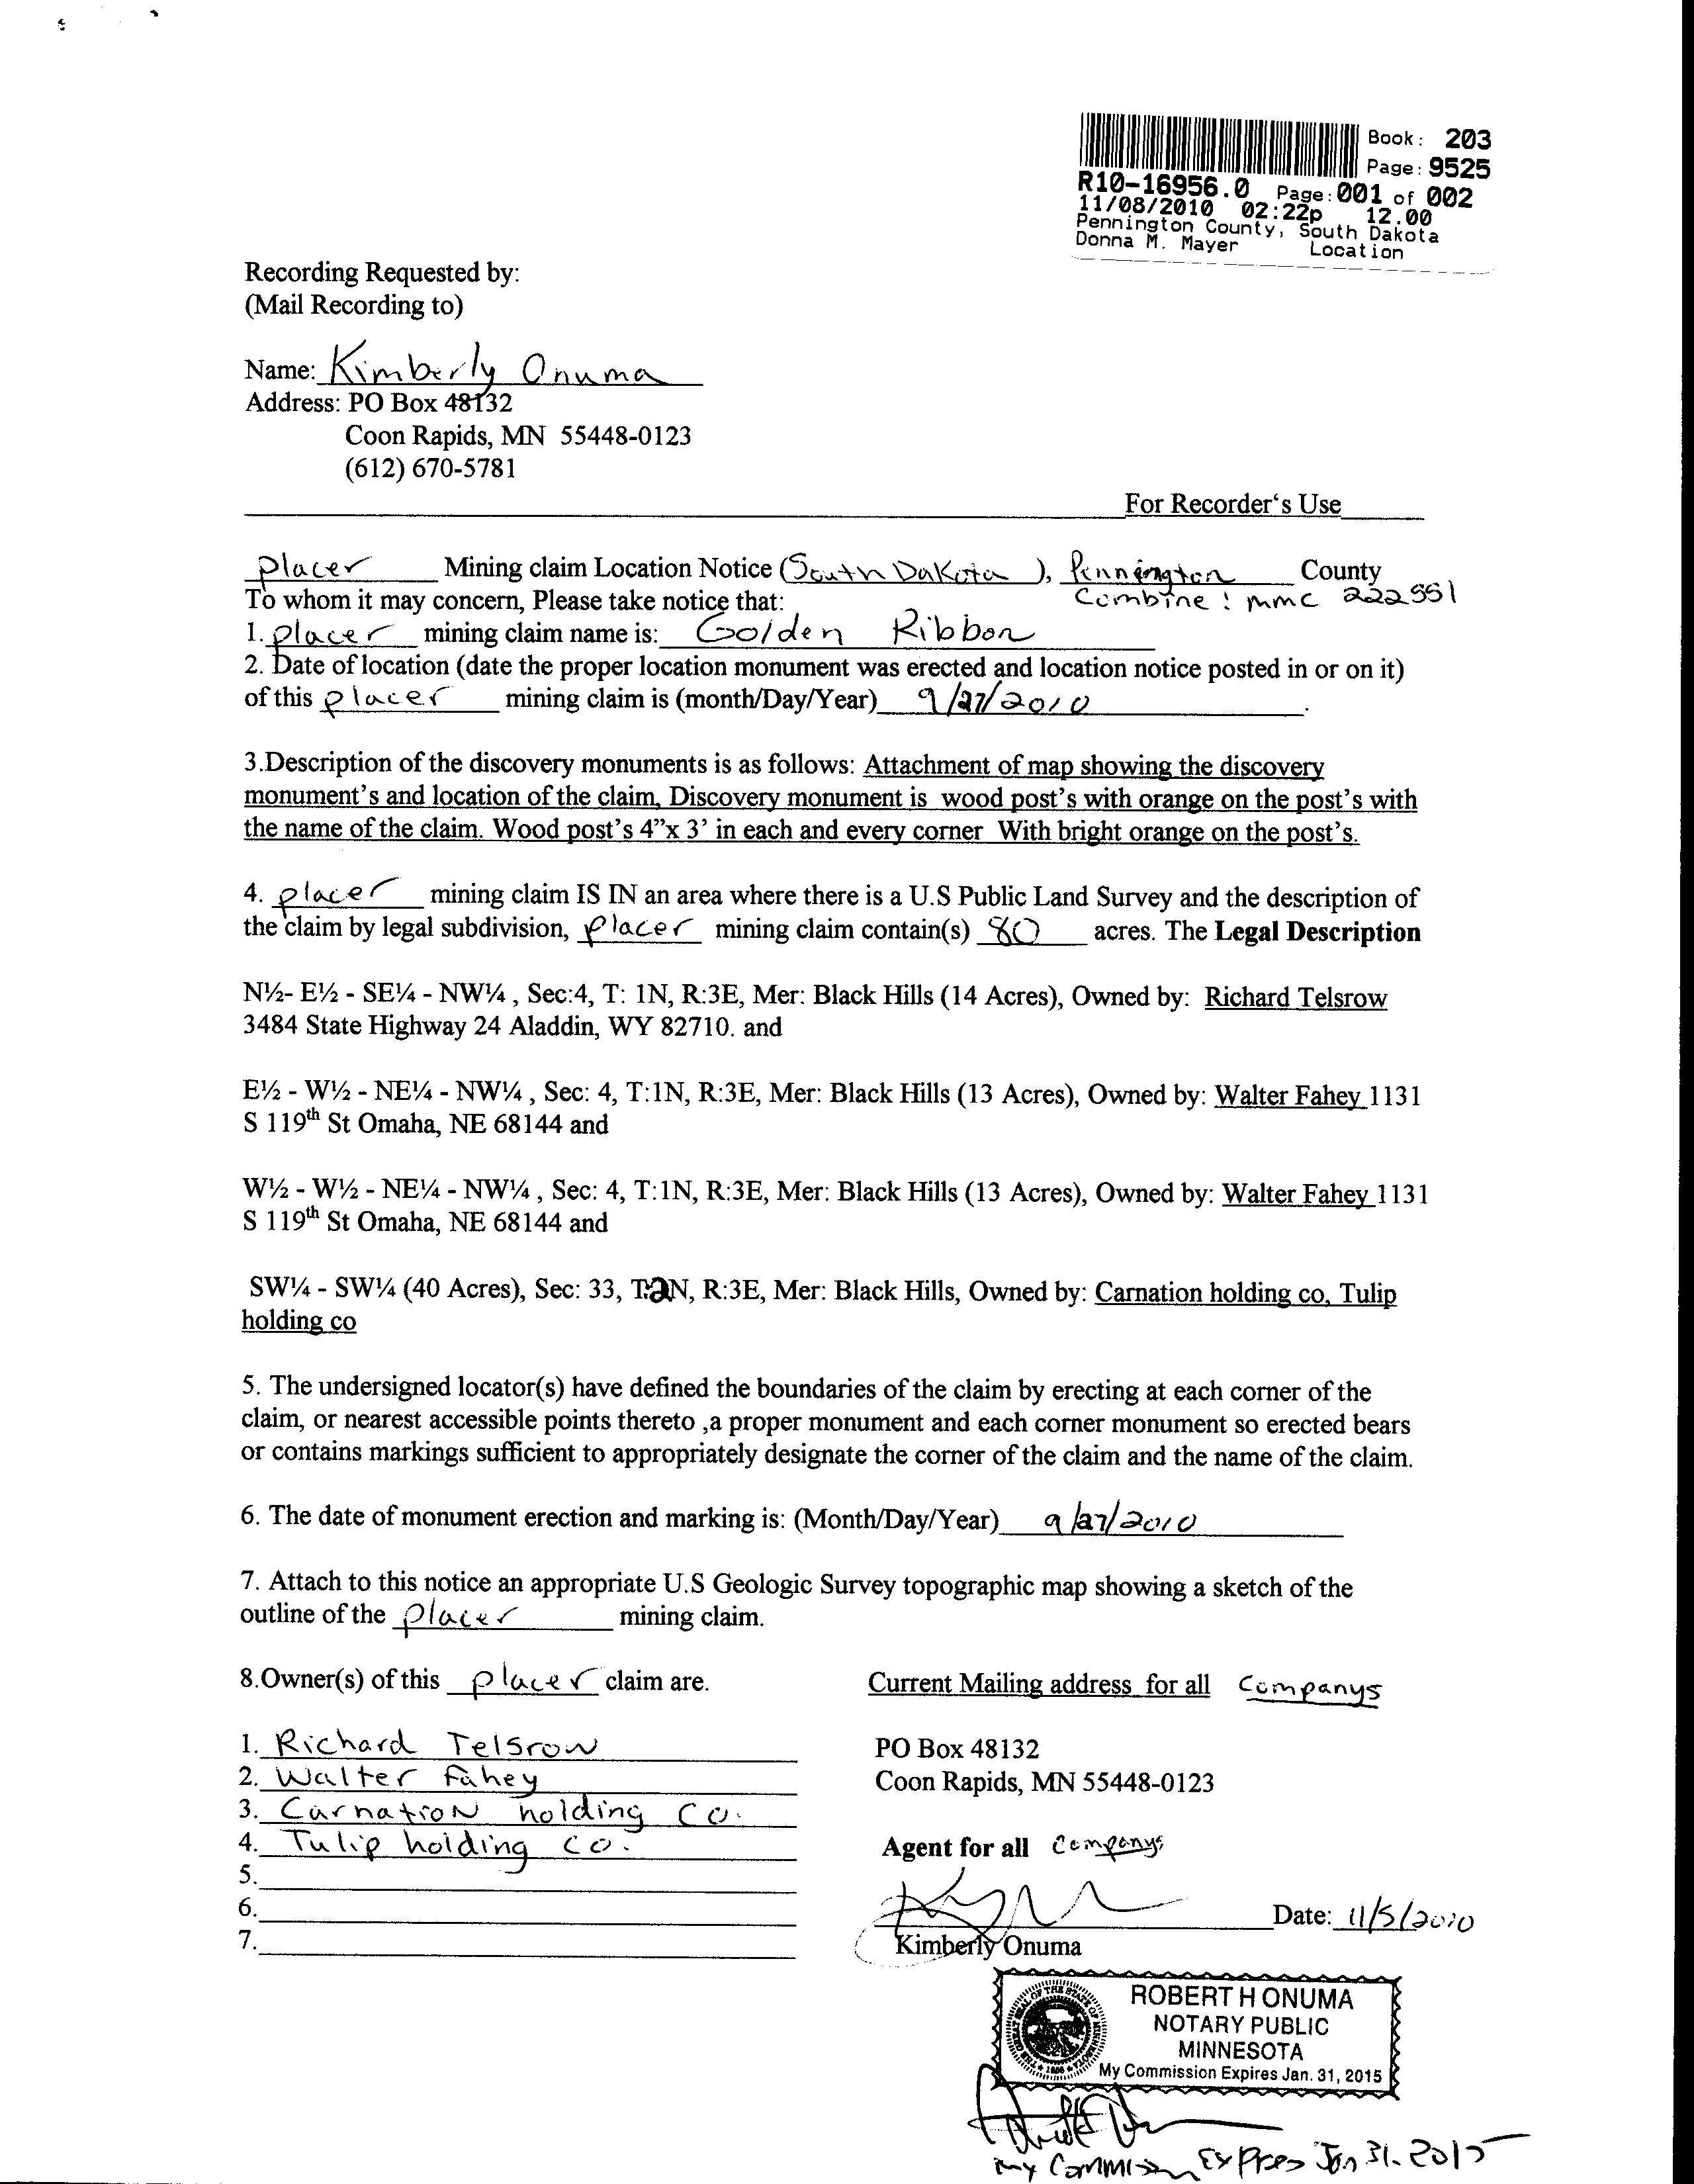 Book: 203
Page: 9525
R10-16956.0 Page: 001 of 002
11/08/2010 02:22p 12.00
Pennington County, South Dakota
Donna M. Mayer Location
Recording Requested by:
(Mail Recording to)
Name: Kimberly Onuma
Address: PO Box 48132
Coon Rapids, MN 55448-0123
(612) 670-5781
For Recorder's Use
placer Mining claim Location Notice (South Dakota), Pennington County
To whom it may concern, Please take notice that: Combine: mmc 222551
1. placer mining claim name is: Golden Ribbon
2. Date of location (date the proper location monument was erected and location notice posted in or on it)
of this placer mining claim is (month/Day/Year) 9/27/2010.
3.Description of the discovery monuments is as follows: Attachment of map showing the discovery
monument's and location of the claim, Discovery monument is wood post's with orange on the post's with
the name of the claim. Wood post's 4”x 3’ in each and every corner With bright orange on the post's.
4. placer mining claim IS IN an area where there is a U.S Public Land Survey and the description of
the claim by legal subdivision, placer mining claim contain(s) 80 acres. The Legal Description
N½- E½ - SE¼ - NW¼ , Sec:4, T: 1N, R:3E, Mer: Black Hills (14 Acres), Owned by: Richard Telsrow
3484 State Highway 24 Aladdin, WY 82710. and
E½ - W½ - NE¼ - NW¼ , Sec: 4, T:1N, R:3E, Mer: Black Hills (13 Acres), Owned by: Walter Fahey 1131
S 119th St Omaha, NE 68144 and
W½ - W½ - NE¼ - NW¼ , Sec: 4, T:1N, R:3E, Mer: Black Hills (13 Acres), Owned by: Walter Fahey 1131
S 119th St Omaha, NE 68144 and
SW¼ - SW¼ (40 Acres), Sec: 33, T:2N, R:3E, Mer: Black Hills, Owned by: Carnation holding co, Tulip
holding co
5. The undersigned locator(s) have defined the boundaries of the claim by erecting at each corner of the
claim, or nearest accessible points thereto ,a proper monument and each corner monument so erected bears
or contains markings sufficient to appropriately designate the corner of the claim and the name of the claim.
6. The date of monument erection and marking is: (Month/Day/Year) 9/27/2010
7. Attach to this notice an appropriate U.S Geologic Survey topographic map showing a sketch of the
outline of the placer mining claim.
8.Owner(s) of this placer claim are.
1. Richard Telsrow
2. Walter Fahey
3. Carnation holding Co.
4. Tulip holding co.
5.
6.
7.
Current Mailing address for all Companys
PO Box 48132
Coon Rapids, MN 55448-0123
Agent for all Companys
Date: 11/5/2010
Kimberly Onuma
ROBERT H ONUMA
NOTARY PUBLIC
MINNESOTA
My Commission Expires Jan. 31, 2015
THE GREAT SEAL OF THE STATE OF MINNESOTA
1858
my Commission Expires Jan 31. 2015